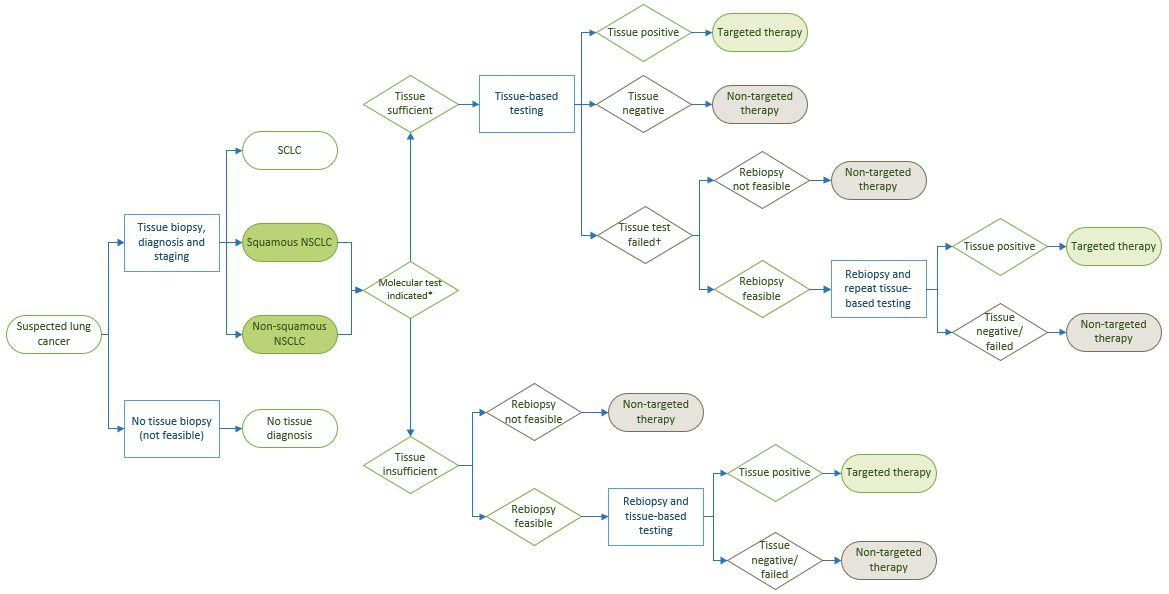 Suspected lung
cancer
Tissue biopsy,
diagnosis and
staging
No tissue biopsy
(not feasible)
SCLC
Squamous NSCLC
Non-squamous
NSCLC
No tissue
diagnosis
Molecular test
indicated*
Tissue
sufficient
Tissue-based
testing
Tissue positive
Targeted therapy
Tissue
negative
Non-targeted
therapy
Tissue test
failed†
Rebiopsy
not feasible
Non-targeted
therapy
Rebiopsy
feasible
Rebiopsy and
repeat tissue-
based testing
Tissue positive
Targeted therapy
Tissue
negative/
failed
Non-targeted
therapy
Tissue
insufficient
Rebiopsy
not feasible
Non-targeted
therapy
Rebiopsy
feasible
Rebiopsy and
tissue-based
testing
Tissue positive
Targeted therapy
Tissue
negative/
failed
Non-targeted
therapy